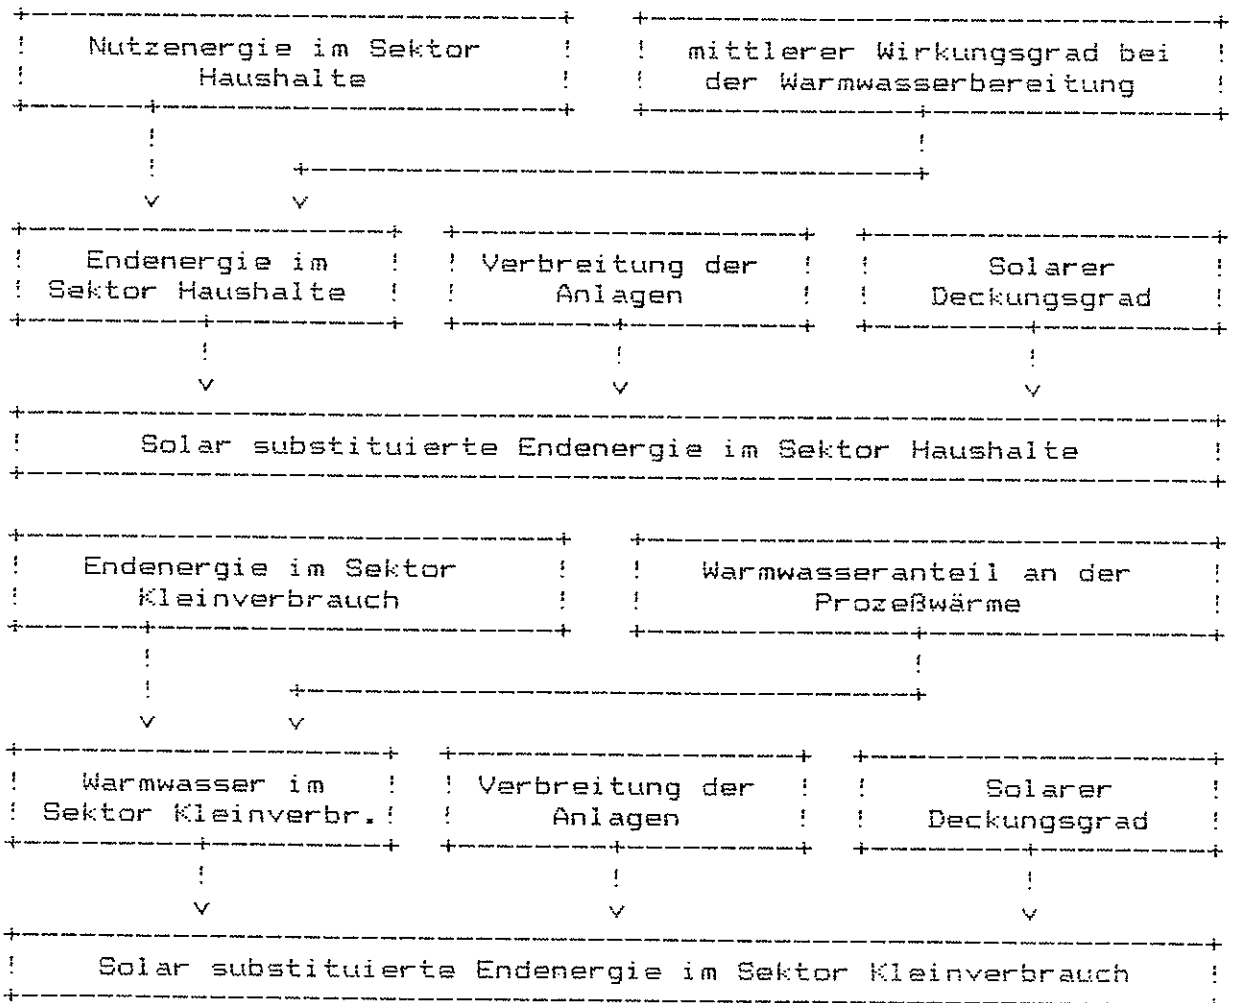 Nutzenergie im Sektor
Haushalte
mittlerer Wirkungsgrad bei
der Warmwasserbereitung
Endenergie im
Sektor Haushalte
Verbreitung der
Anlagen
Solarer
Deckungsgrad
Solar substituierte Endenergie im Sektor Haushalte
Endenergie im Sektor
Kleinverbrauch
Warmwasseranteil an der
Prozeßwärme
Warmwasser im
Sektor Kleinverbr.
Verbreitung der
Anlagen
Solarer
Deckungsgrad
Solar substituierte Endenergie im Sektor Kleinverbrauch